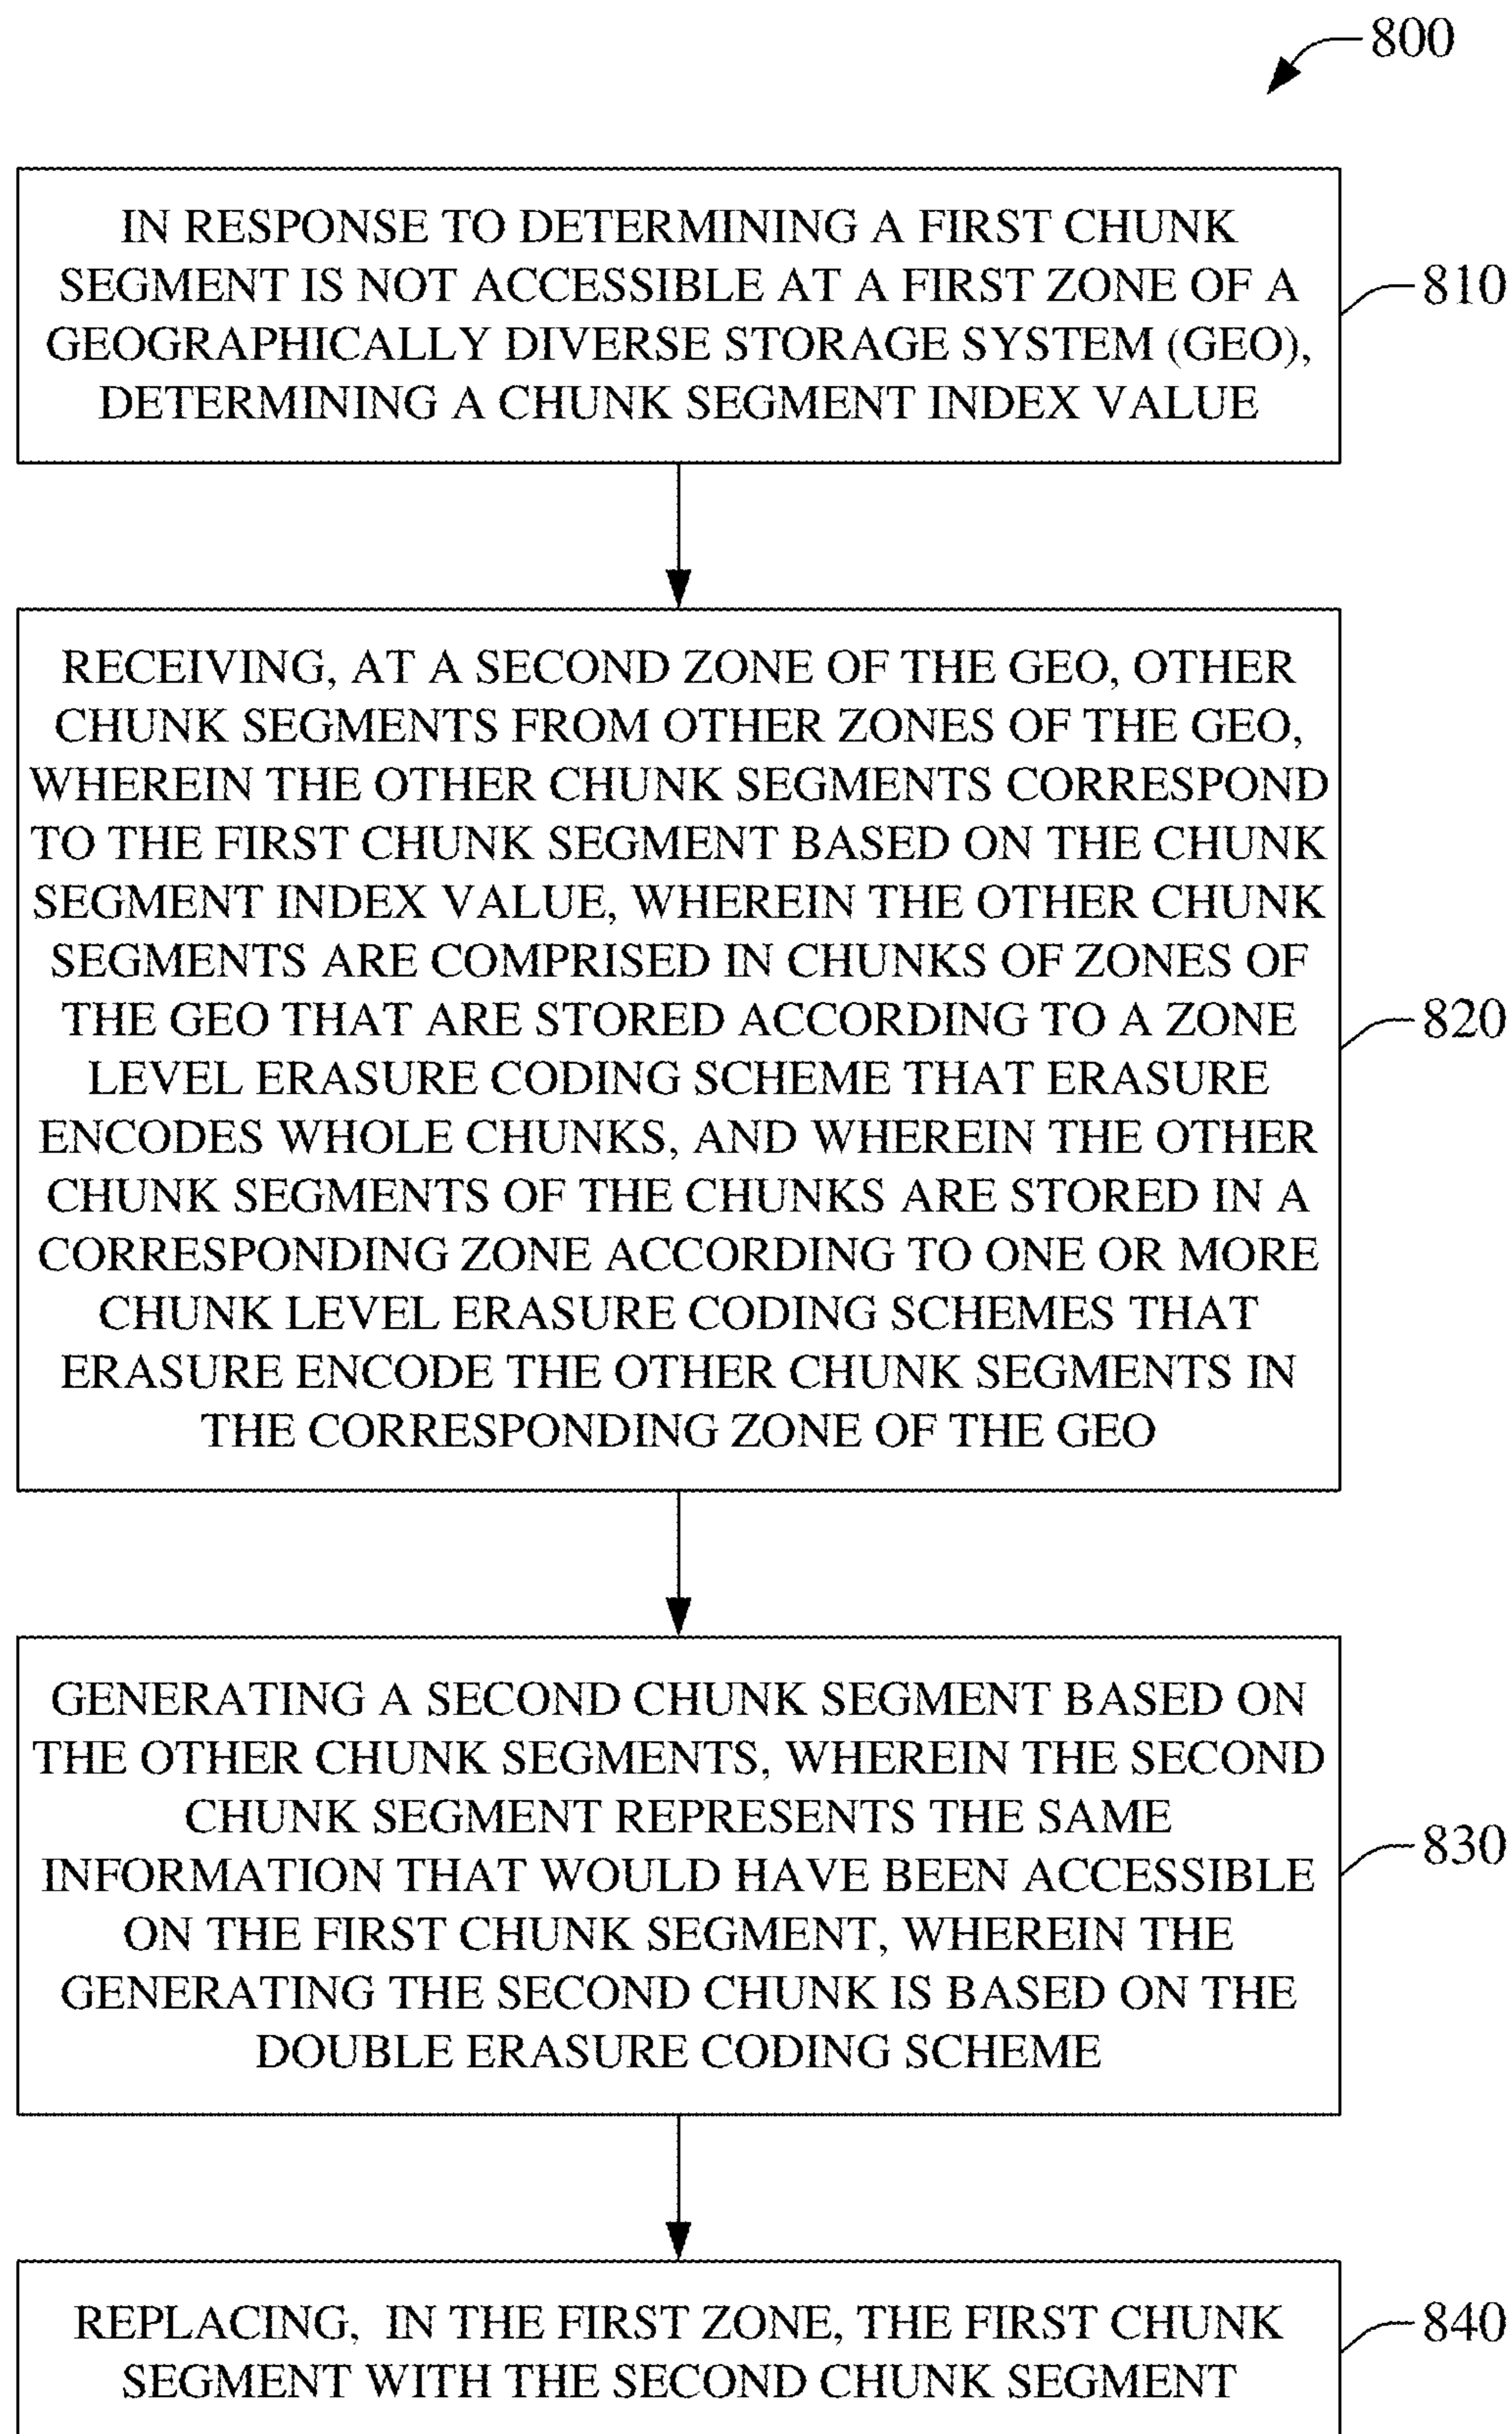 800
IN RESPONSE TO DETERMINING A FIRST CHUNK
SEGMENT IS NOT ACCESSIBLE AT A FIRST ZONE OF A
GEOGRAPHICALLY DIVERSE STORAGE SYSTEM (GEO),
DETERMINING A CHUNK SEGMENT INDEX VALUE
810
RECEIVING, AT A SECOND ZONE OF THE GEO, OTHER
CHUNK SEGMENTS FROM OTHER ZONES OF THE GEO,
WHEREIN THE OTHER CHUNK SEGMENTS CORRESPOND
TO THE FIRST CHUNK SEGMENT BASED ON THE CHUNK
SEGMENT INDEX VALUE, WHEREIN THE OTHER CHUNK
SEGMENTS ARE COMPRISED IN CHUNKS OF ZONES OF
THE GEO THAT ARE STORED ACCORDING TO A ZONE
LEVEL ERASURE CODING SCHEME THAT ERASURE
ENCODES WHOLE CHUNKS, AND WHEREIN THE OTHER
CHUNK SEGMENTS OF THE CHUNKS ARE STORED IN A
CORRESPONDING ZONE ACCORDING TO ONE OR MORE
CHUNK LEVEL ERASURE CODING SCHEMES THAT
ERASURE ENCODE THE OTHER CHUNK SEGMENTS IN
THE CORRESPONDING ZONE OF THE GEO
820
GENERATING A SECOND CHUNK SEGMENT BASED ON
THE OTHER CHUNK SEGMENTS, WHEREIN THE SECOND
CHUNK SEGMENT REPRESENTS THE SAME
INFORMATION THAT WOULD HAVE BEEN ACCESSIBLE
ON THE FIRST CHUNK SEGMENT, WHEREIN THE
GENERATING THE SECOND CHUNK IS BASED ON THE
DOUBLE ERASURE CODING SCHEME
830
REPLACING, IN THE FIRST ZONE, THE FIRST CHUNK
SEGMENT WITH THE SECOND CHUNK SEGMENT
840